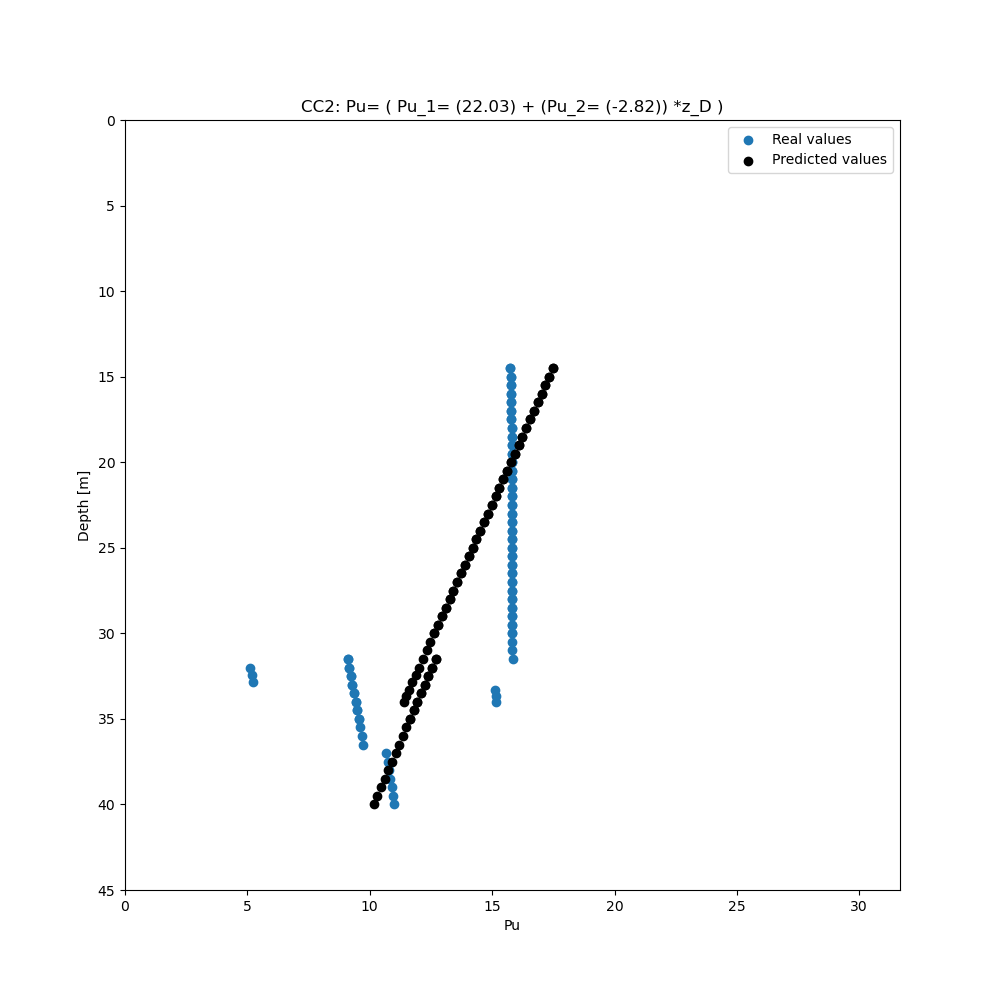 CC2: Pu= ( Pu_1= (22.03) + (Pu_2= (-2.82)) *z_D )
Real values
Predicted values
0
5
10
15
20
25
30
35
40
45
Depth [m]
0 5 10 15 20 25 30
Pu